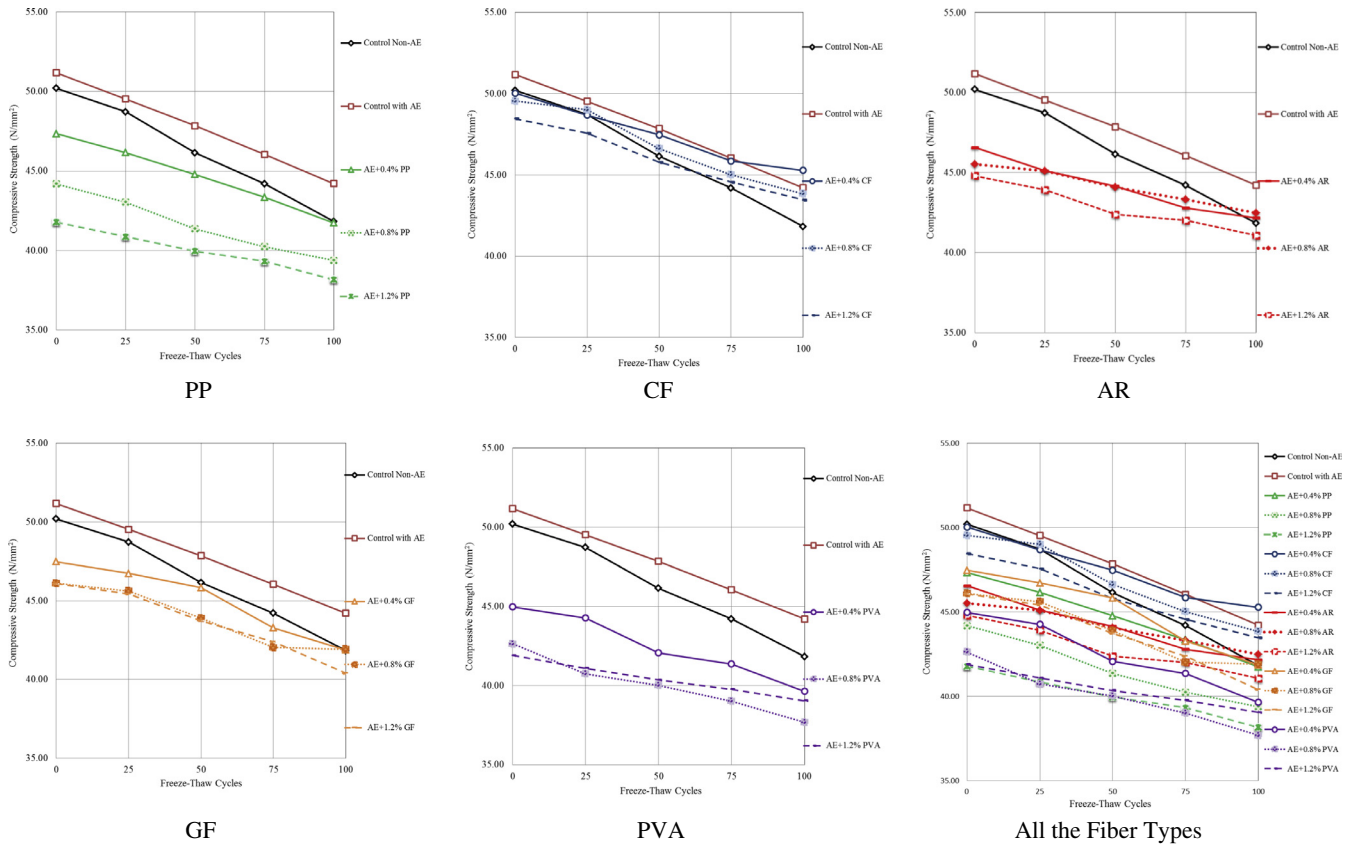 55.00
50.00
45.00
40.00
35.00
Compressive Strength (N/mm²)
0 25 50 75 100
Freeze-Thaw Cycles
Control Non-AE
Control with AE
AE+0.4% PP
AE+0.8% PP
AE+1.2% PP
PP
55.00
50.00
45.00
40.00
35.00
Compressive Strength (N/mm²)
0 25 50 75 100
Freeze-Thaw Cycles
Control Non-AE
Control with AE
AE+0.4% CF
AE+0.8% CF
AE+1.2% CF
CF
55.00
50.00
45.00
40.00
35.00
Compressive Strength (N/mm²)
0 25 50 75 100
Freeze-Thaw Cycles
Control Non-AE
Control with AE
AE+0.4% AR
AE+0.8% AR
AE+1.2% AR
AR
55.00
50.00
45.00
40.00
35.00
Compressive Strength (N/mm²)
0 25 50 75 100
Freeze-Thaw Cycles
Control Non-AE
Control with AE
AE+0.4% GF
AE+0.8% GF
AE+1.2% GF
GF
55.00
50.00
45.00
40.00
35.00
Compressive Strength (N/mm²)
0 25 50 75 100
Freeze-Thaw Cycles
Control Non-AE
Control with AE
AE+0.4% PVA
AE+0.8% PVA
AE+1.2% PVA
PVA
55.00
50.00
45.00
40.00
35.00
Compressive Strength (N/mm²)
0 25 50 75 100
Freeze-Thaw Cycles
Control Non-AE
Control with AE
AE+0.4% PP
AE+0.8% PP
AE+1.2% PP
AE+0.4% CF
AE+0.8% CF
AE+1.2% CF
AE+0.4% AR
AE+0.8% AR
AE+1.2% AR
AE+0.4% GF
AE+0.8% GF
AE+1.2% GF
AE+0.4% PVA
AE+0.8% PVA
AE+1.2% PVA
All the Fiber Types